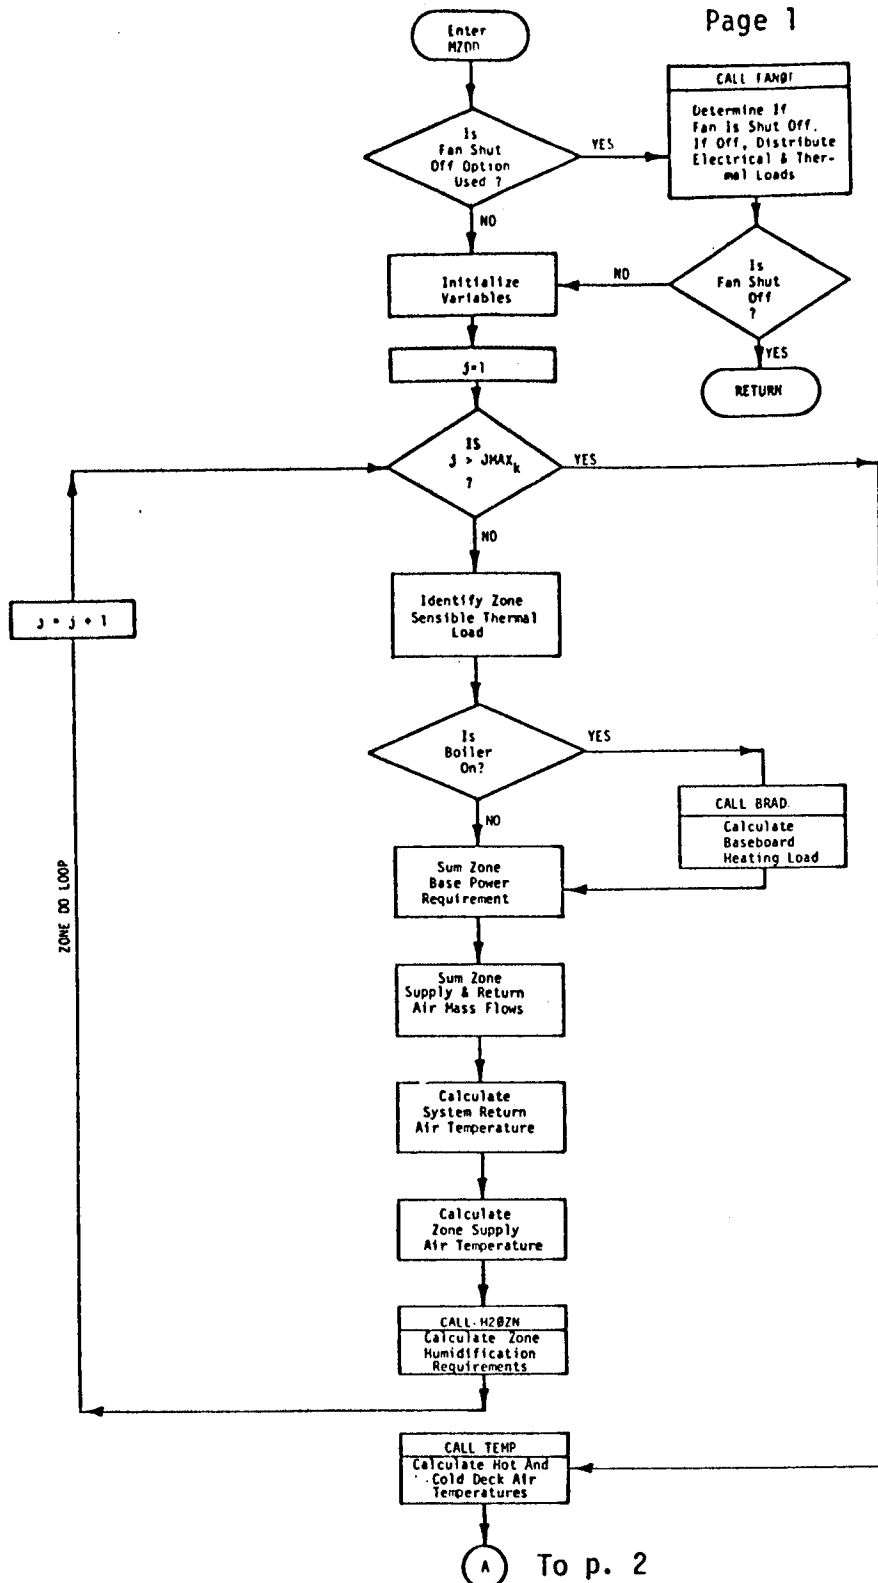 Page 1
Enter
MZDD
Is
Fan Shut
Off Option
Used ?
YES
NO
CALL FANØF
Determine If
Fan Is Shut Off.
If Off, Distribute
Electrical & Ther-
mal Loads
Is
Fan Shut
Off
?
NO
YES
RETURN
Initialize
Variables
j=1
IS
j > JMAXk
?
YES
NO
Identify Zone
Sensible Thermal
Load
j = j + 1
ZONE DO LOOP
Is
Boiler
On?
YES
NO
CALL BRAD
Calculate
Baseboard
Heating Load
Sum Zone
Base Power
Requirement
Sum Zone
Supply & Return
Air Mass Flows
Calculate
System Return
Air Temperature
Calculate
Zone Supply
Air Temperature
CALL H2ØZN
Calculate Zone
Humidification
Requirements
CALL TEMP
Calculate Hot And
Cold Deck Air
Temperatures
A
To p. 2